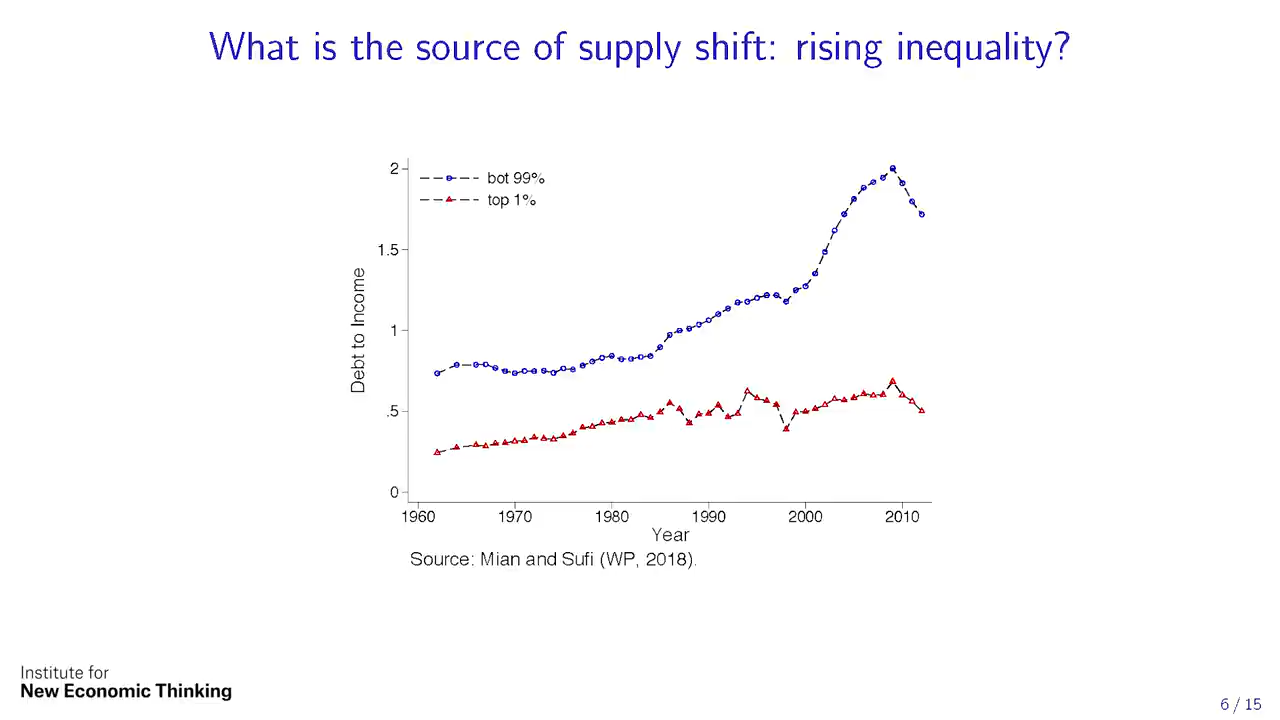 What is the source of supply shift: rising inequality?
bot 99%
top 1%
2
1.5
1
.5
0
Debt to Income
1960 1970 1980 1990 2000 2010
Year
Source: Mian and Sufi (WP, 2018).
Institute for
New Economic Thinking
6 / 15